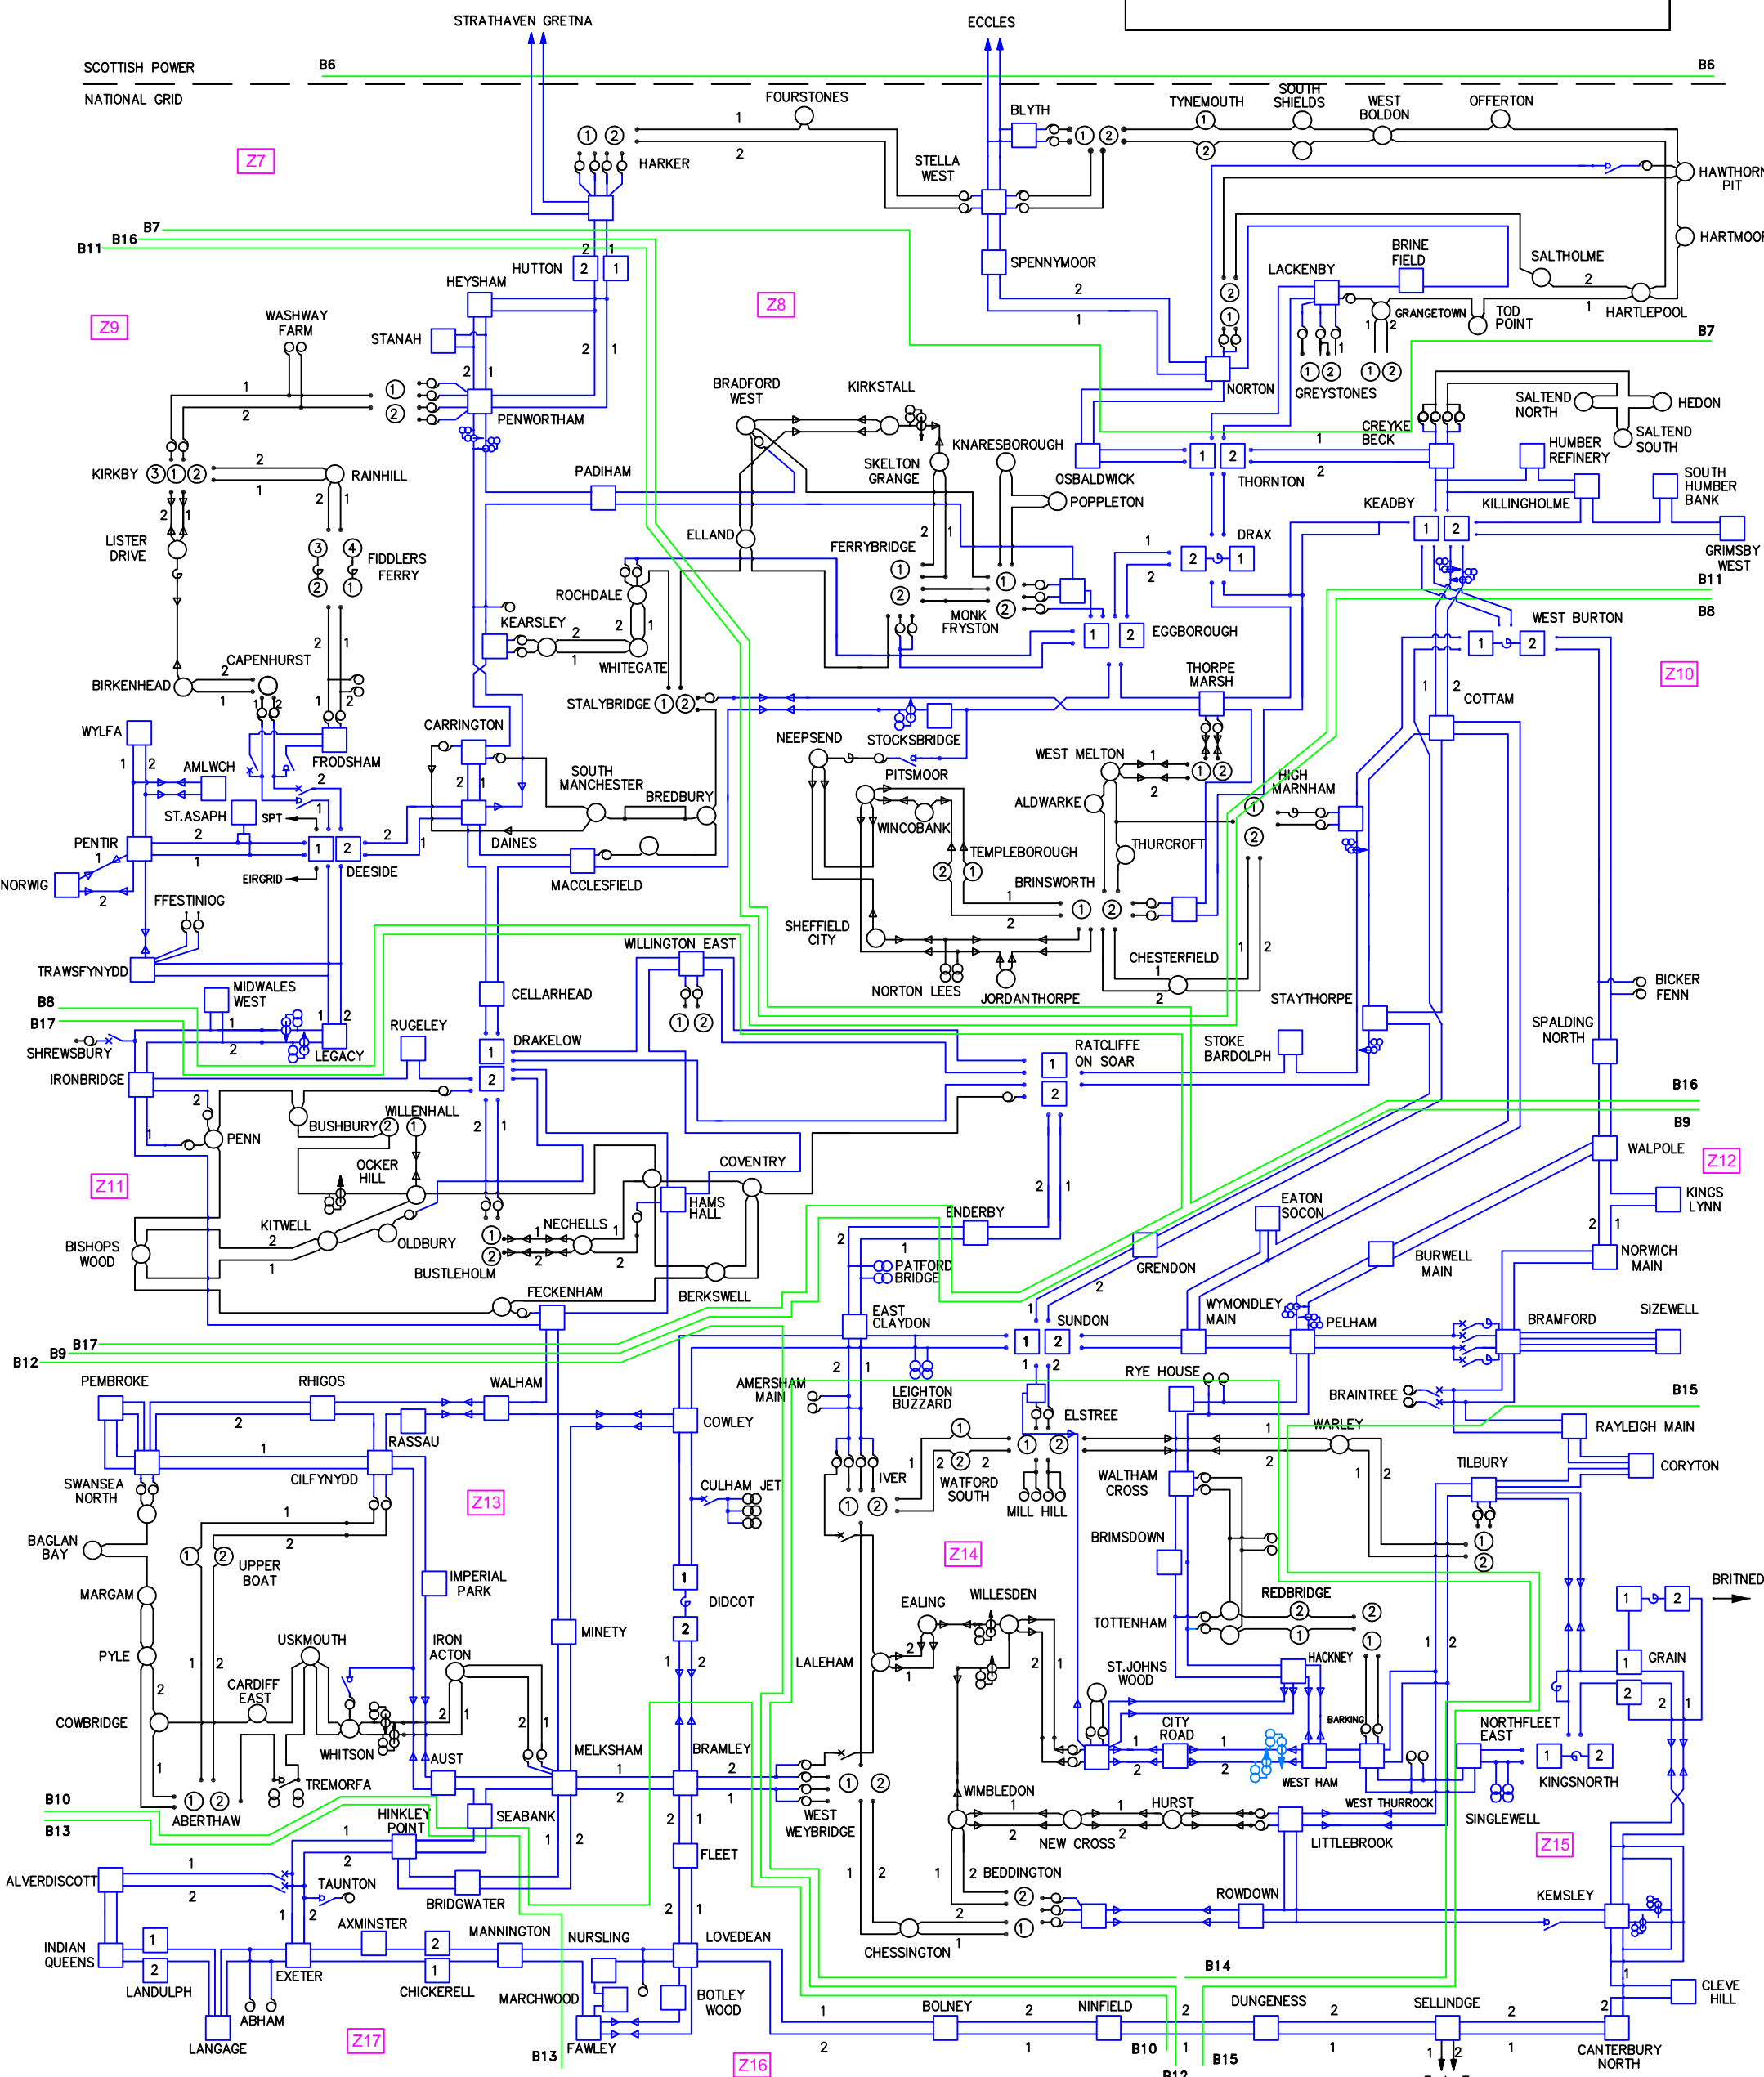 STRATHAVEN GRETNA
ECCLES
SCOTTISH POWER
B6
B6
NATIONAL GRID
FOURSTONES
BLYTH
TYNEMOUTH
SOUTH
SHIELDS
WEST
BOLDON
OFFERTON
Z7
HARKER
STELLA
WEST
HAWTHORN
PIT
B7
B16
B11
HUTTON
SPENNYMOOR
LACKENBY
BRINE
FIELD
SALTHOLME
HARTMOOR
HEYSHAM
Z8
Z9
WASHWAY
FARM
STANAH
GRANGETOWN
TOD
POINT
HARTLEPOOL
B7
NORTON
GREYSTONES
PENWORTHAM
BRADFORD
WEST
KIRKSTALL
SALTEND
NORTH
HEDON
SALTEND
SOUTH
CREYKE
BECK
KIRKBY
RAINHILL
PADIHAM
SKELTON
GRANGE
KNARESBOROUGH
OSBALDWICK
THORNTON
HUMBER
REFINERY
SOUTH
HUMBER
BANK
POPPLETON
KEADBY
KILLINGHOLME
LISTER
DRIVE
FIDDLERS
FERRY
ELLAND
FERRYBRIDGE
DRAX
GRIMSBY
WEST
B11
B8
ROCHDALE
MONK
FRYSTON
EGGBOROUGH
WEST BURTON
KEARSLEY
WHITEGATE
THORPE
MARSH
Z10
CAPENHURST
BIRKENHEAD
STALYBRIDGE
COTTAM
WYLFA
CARRINGTON
STOCKSBRIDGE
NEEPSEND
WEST MELTON
FRODSHAM
AMLWCH
PITSMOOR
HIGH
MARNHAM
SOUTH
MANCHESTER
BREDBURY
ALDWARKE
ST.ASAPH
SPT
WINCOBANK
PENTIR
DAINES
TEMPLEBOROUGH
THURCROFT
DEESIDE
EIRGRID
MACCLESFIELD
BRINSWORTH
NORWIG
FFESTINIOG
SHEFFIELD
CITY
WILLINGTON EAST
CHESTERFIELD
TRAWSFYNYDD
NORTON LEES
JORDANTHORPE
BICKER
FENN
MIDWALES
WEST
CELLARHEAD
STAYTHORPE
B8
B17
SPALDING
NORTH
SHREWSBURY
LEGACY
RUGELEY
DRAKELOW
RATCLIFFE
ON SOAR
STOKE
BARDOLPH
IRONBRIDGE
B16
B9
BUSHBURY
WILLENHALL
PENN
WALPOLE
Z11
Z12
OCKER
HILL
COVENTRY
HAMS
HALL
EATON
SOCON
KINGS
LYNN
ENDERBY
KITWELL
OLDBURY
NECHELLS
BISHOPS
WOOD
BUSTLEHOLM
PATFORD
BRIDGE
GRENDON
BURWELL
MAIN
NORWICH
MAIN
FECKENHAM
BERKSWELL
EAST
CLAYDON
SUNDON
WYMONDLEY
MAIN
PELHAM
BRAMFORD
SIZEWELL
B17
B9
B12
RYE HOUSE
PEMBROKE
RHIGOS
WALHAM
AMERSHAM
MAIN
LEIGHTON
BUZZARD
BRAINTREE
B15
RASSAU
COWLEY
ELSTREE
WARLEY
RAYLEIGH MAIN
SWANSEA
NORTH
CILFYNYDD
Z13
CULHAM JET
IVER
WATFORD
SOUTH
MILL HILL
WALTHAM
CROSS
TILBURY
CORYTON
BAGLAN
BAY
UPPER
BOAT
Z14
BRIMSDOWN
MARGAM
IMPERIAL
PARK
DIDCOT
WILLESDEN
EALING
REDBRIDGE
TOTTENHAM
BRITNED
PYLE
USKMOUTH
IRON
ACTON
MINETY
LALEHAM
ST.JOHNS
WOOD
HACKNEY
GRAIN
CARDIFF
EAST
COWBRIDGE
WHITSON
AUST
MELKSHAM
BRAMLEY
CITY
ROAD
BARKING
NORTHFLEET
EAST
TREMORFA
WEST HAM
KINGSNORTH
B10
B13
ABERTHAW
HINKLEY
POINT
SEABANK
WEST
WEYBRIDGE
WIMBLEDON
HURST
WEST THURROCK
SINGLEWELL
NEW CROSS
LITTLEBROOK
Z15
ALVERDISCOTT
TAUNTON
BRIDGWATER
FLEET
BEDDINGTON
ROWDOWN
KEMSLEY
AXMINSTER
MANNINGTON
NURSLING
LOVEDEAN
CHESSINGTON
INDIAN
QUEENS
LANDULPH
EXETER
CHICKERELL
MARCHWOOD
BOTLEY
WOOD
B14
CLEVE
HILL
ABHAM
LANGAGE
Z17
FAWLEY
BOLNEY
NINFIELD
DUNGENESS
SELLINDGE
CANTERBURY
NORTH
B13
Z16
B10
B15
B12